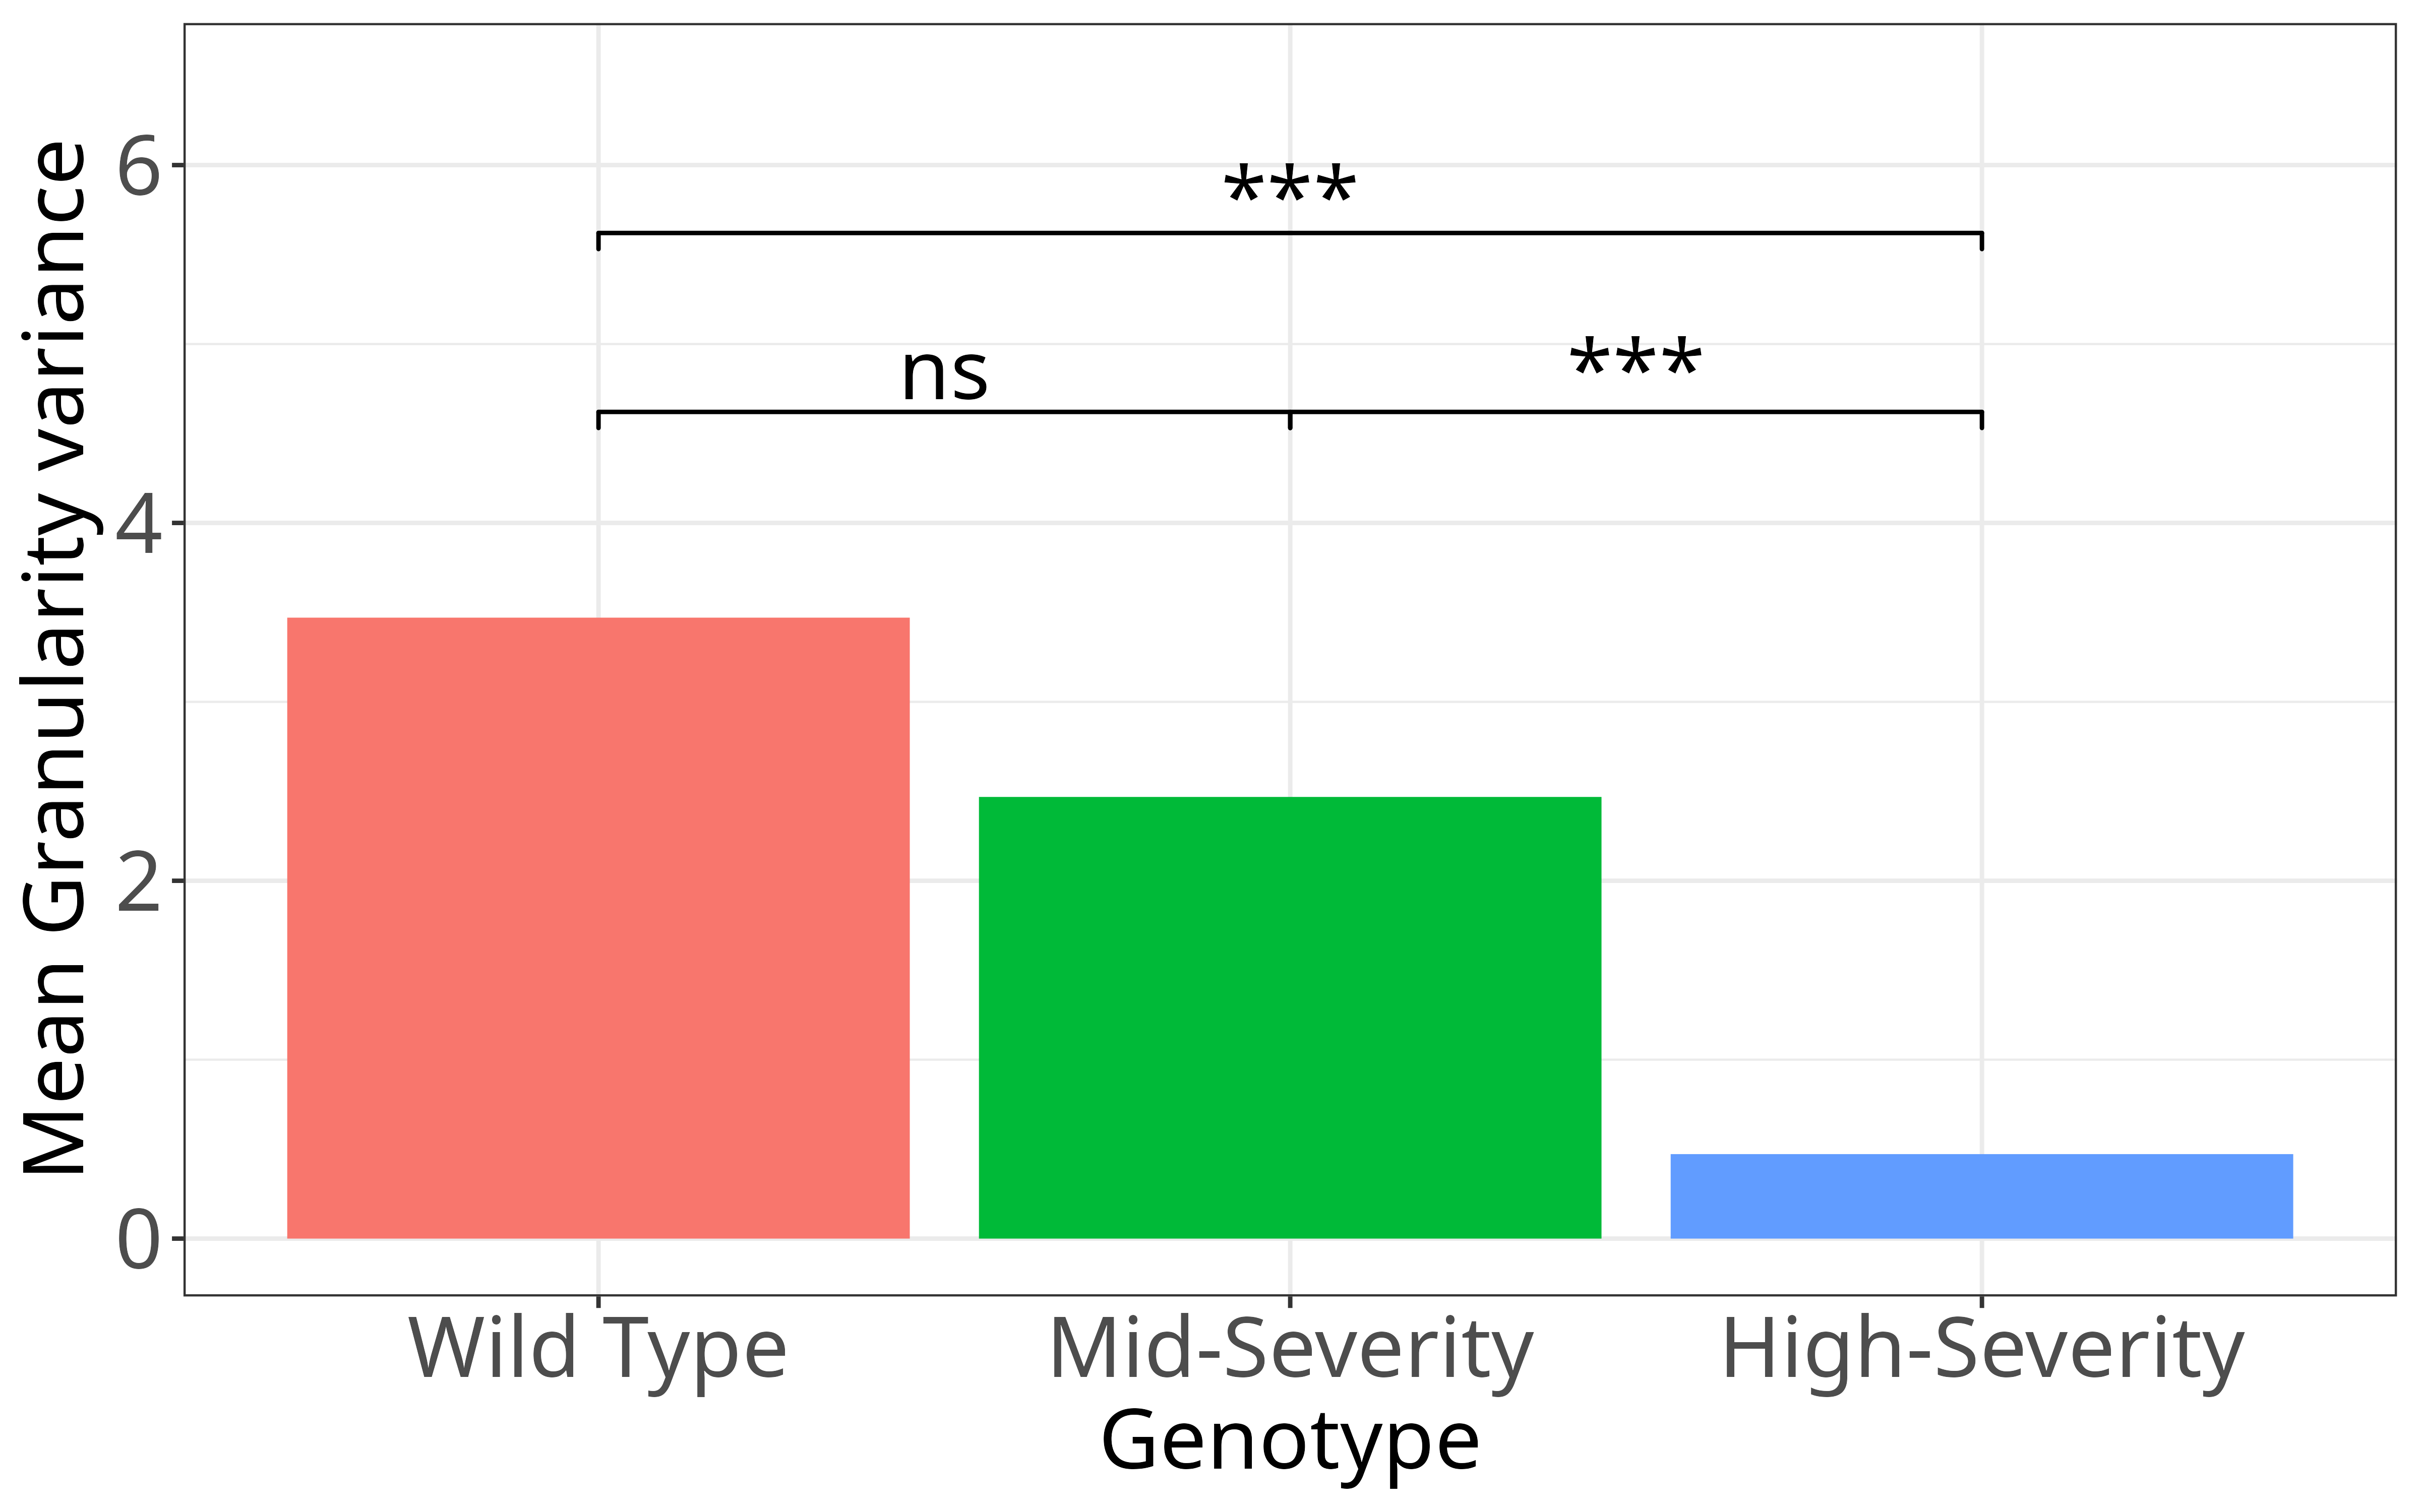 Mean Granularity variance
6
4
2
0
***
ns
***
Wild Type
Mid-Severity
High-Severity
Genotype